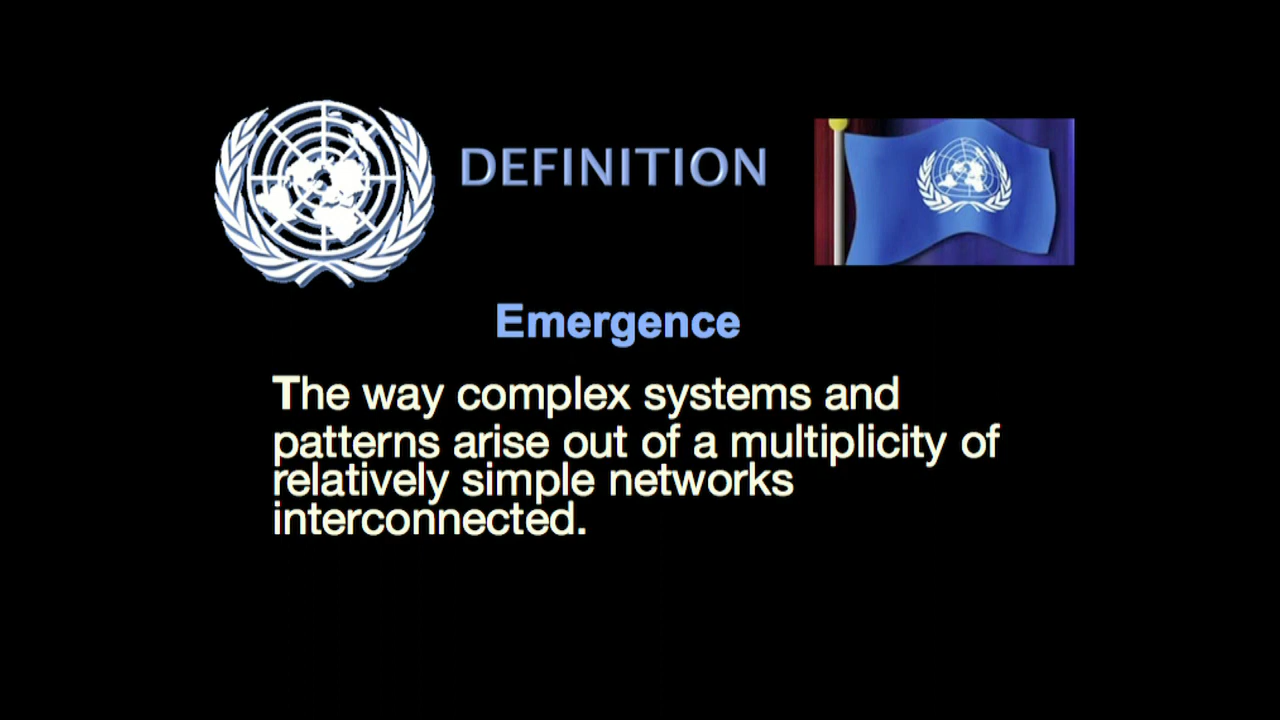 DEFINITION
Emergence
The way complex systems and
patterns arise out of a multiplicity of
relatively simple networks
interconnected.